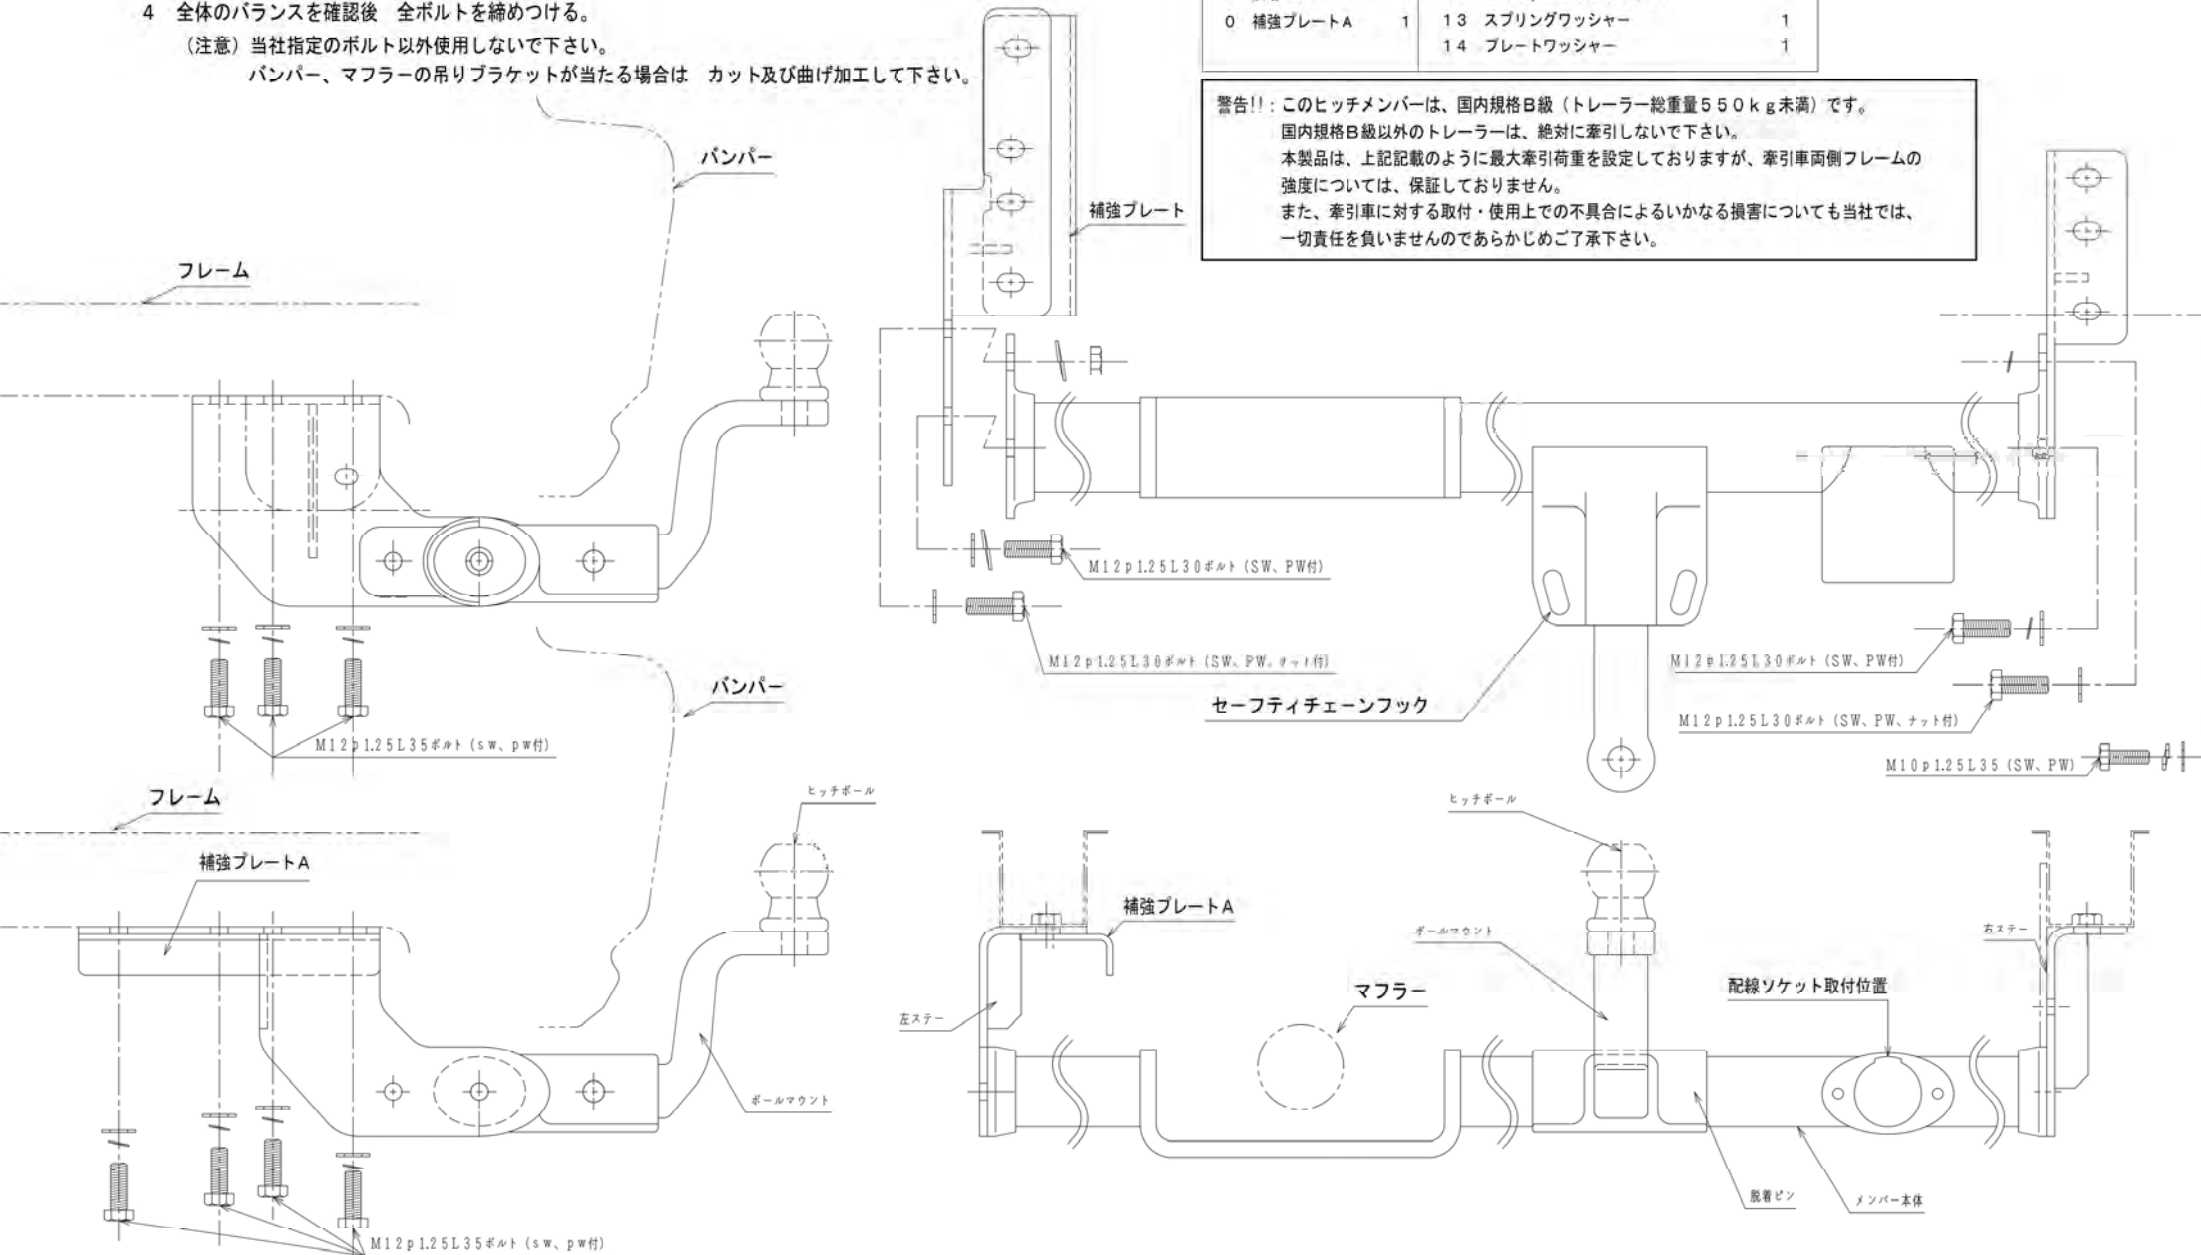 4 全体のバランスを確認後 全ボルトを締めつける。
(注意)当社指定のボルト以外使用しないで下さい。
バンパー、マフラーの吊りブラケットが当たる場合は カット及び曲げ加工して下さい。
0 補強プレートA 1
13 スプリングワッシャー 1
14 プレートワッシャー 1
警告!!:このヒッチメンバーは、国内規格B級(トレーラー総重量550kg未満)です。
国内規格B級以外のトレーラーは、絶対に牽引しないで下さい。
本製品は、上記記載のように最大牽引荷重を設定しておりますが、牽引車両側フレームの
強度については、保証しておりません。
また、牽引車に対する取付・使用上での不具合によるいかなる損害についても当社では、
一切責任を負いませんのであらかじめご了承下さい。
バンパー
補強プレート
フレーム
M12p1.25L30ボルト(SW、PW付)
M12p1.25L30ボルト(SW、PW、ナット付)
M12p1.25L30ボルト(SW、PW付)
セーフティチェーンフック
M12p1.25L30ボルト(SW、PW、ナット付)
M10p1.25L35(SW、PW)
バンパー
M12p1.25L35ボルト(sw、pw付)
フレーム
ヒッチボール
ヒッチボール
補強プレートA
補強プレートA
ボールマウント
右ステー
マフラー
配線ソケット取付位置
左ステー
ボールマウント
脱着ピン
メンバー本体
M12p1.25L35ボルト(sw、pw付)